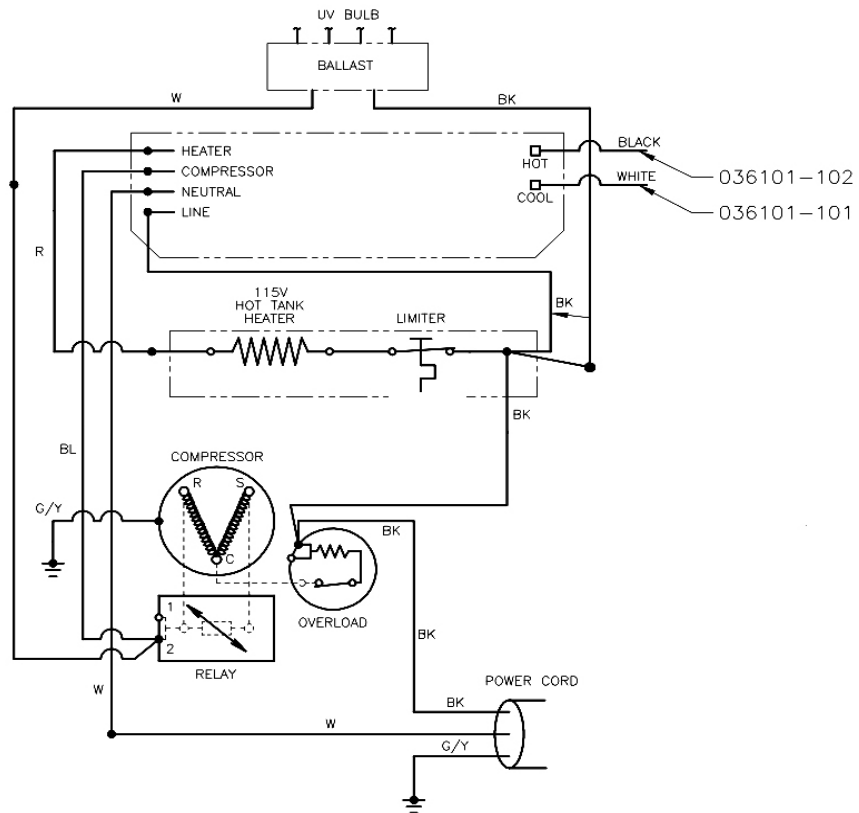 UV BULB
BALLAST
W
BK
HEATER
COMPRESSOR
NEUTRAL
LINE
HOT
COOL
BLACK
WHITE
036101-102
036101-101
R
115V
HOT TANK
HEATER
LIMITER
BK
BK
BL
COMPRESSOR
R
S
C
G/Y
BK
OVERLOAD
1
2
RELAY
BK
W
POWER CORD
BK
W
G/Y